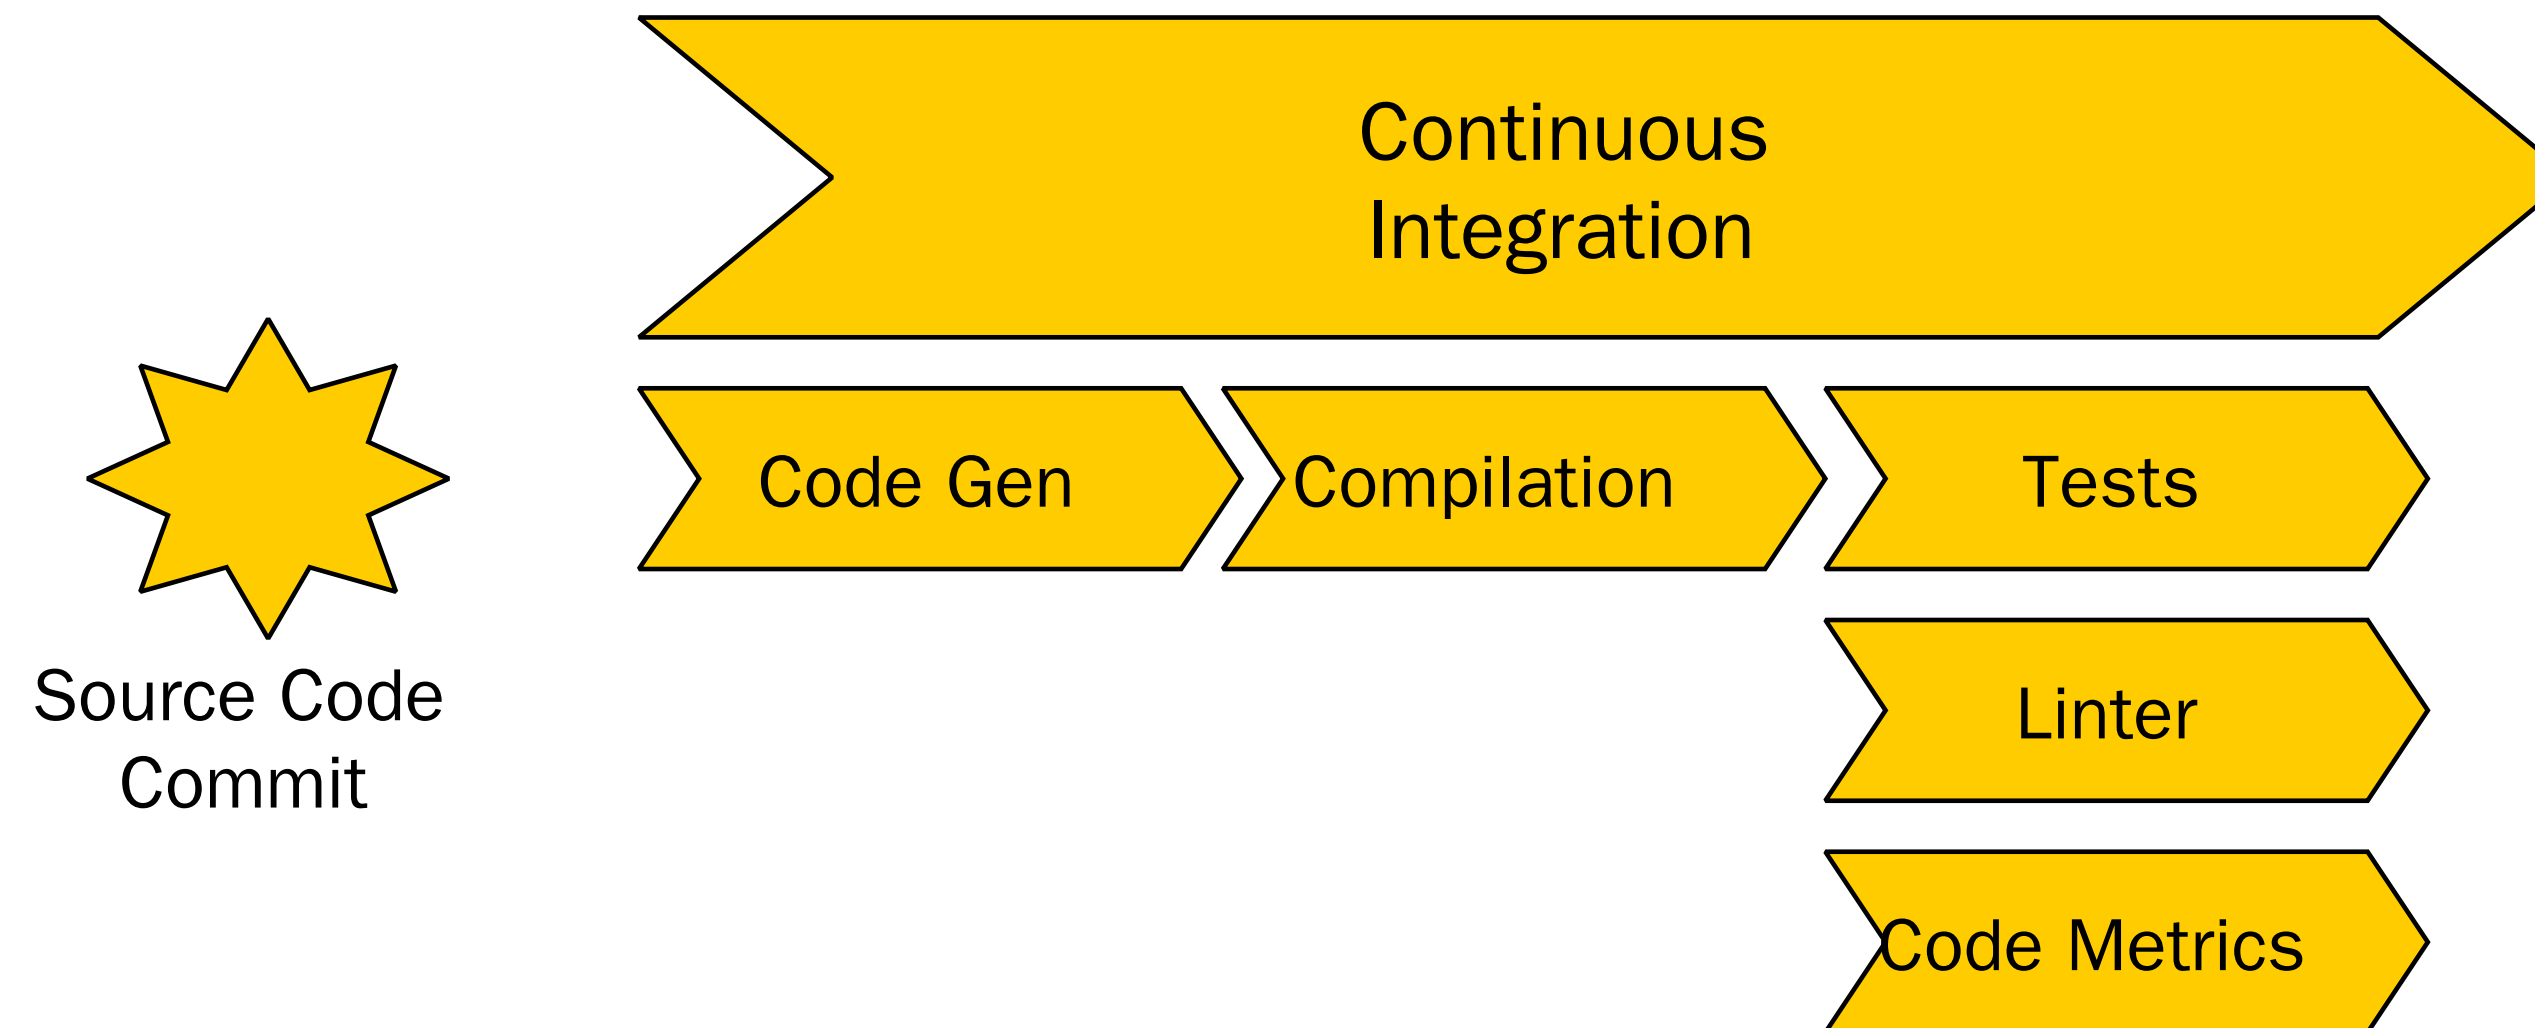 Continuous
Integration
Code Gen
Compilation
Tests
Source Code
Commit
Linter
Code Metrics